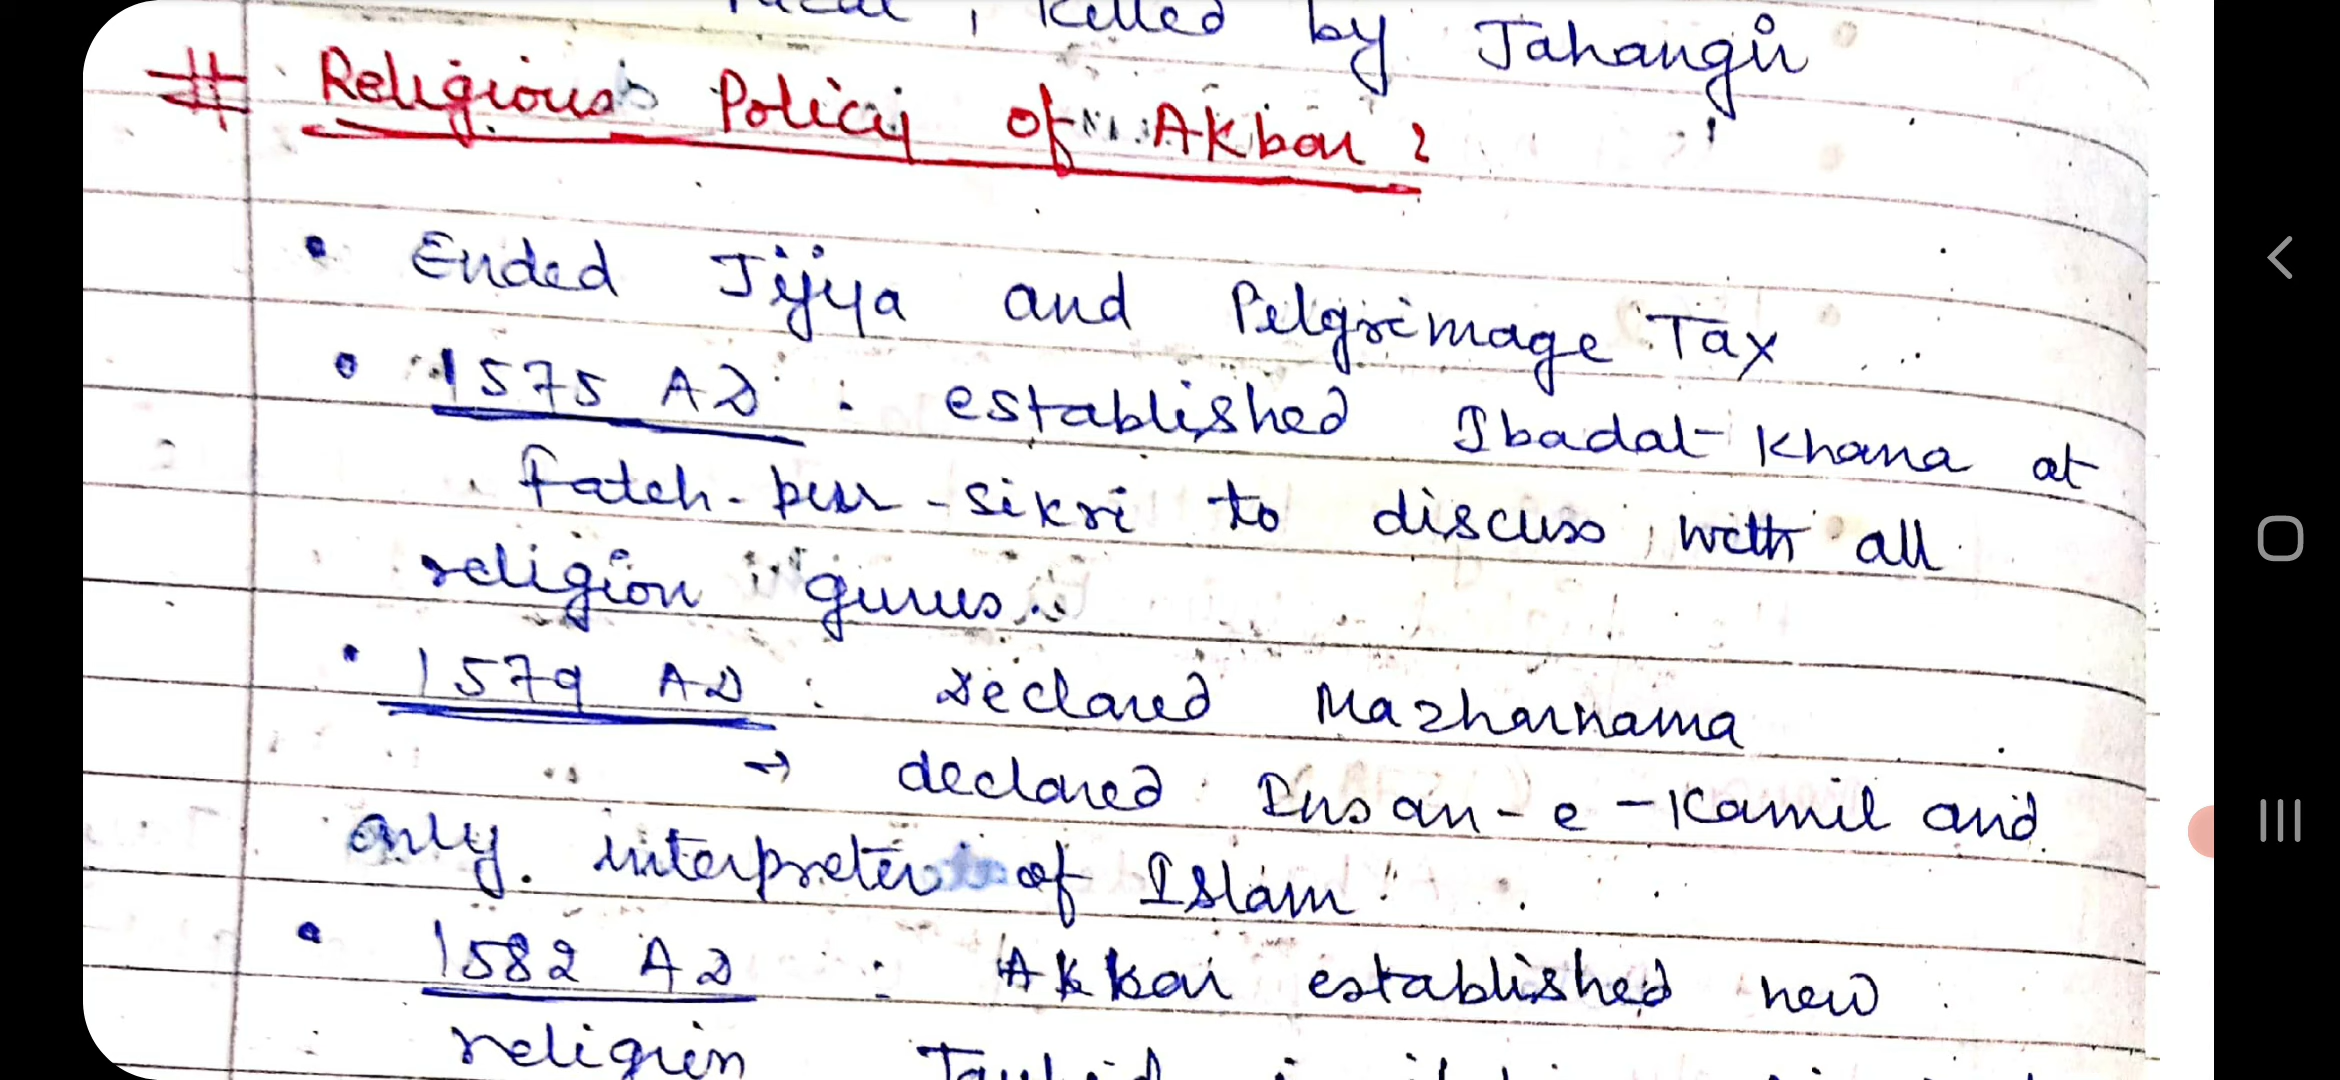 killed by Jahangir
# Religious Policy of Akbar :
• Ended Jijya and Pilgrimage Tax
• 1575 AD : established Ibadat Khana at
fateh-pur-sikri to discuss with all
religion gurus.
• 1579 AD : Declared Mazharnama
→ declared Insan-e-Kamil and
only interpreter of Islam.
• 1582 AD : Akbar established new
religion